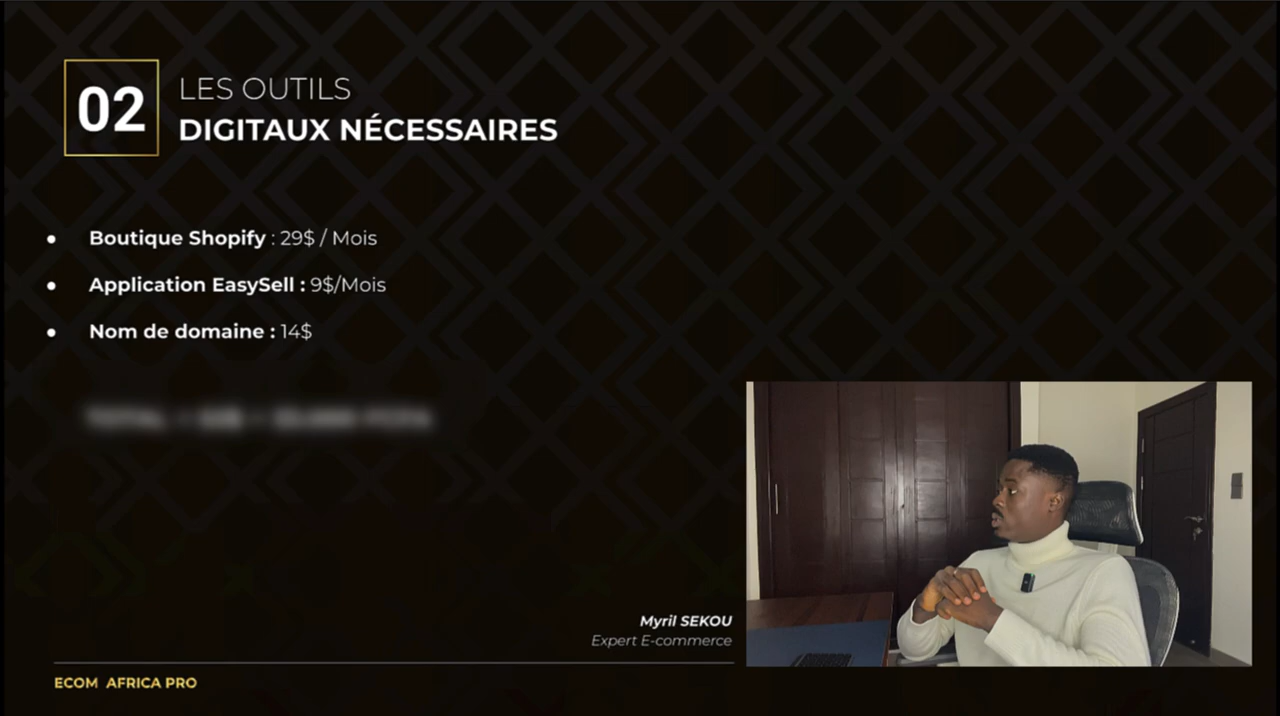 02
LES OUTILS
DIGITAUX NÉCESSAIRES
• Boutique Shopify : 29$ / Mois
• Application EasySell : 9$/Mois
• Nom de domaine : 14$
Myril SEKOU
Expert E-commerce
ECOM AFRICA PRO